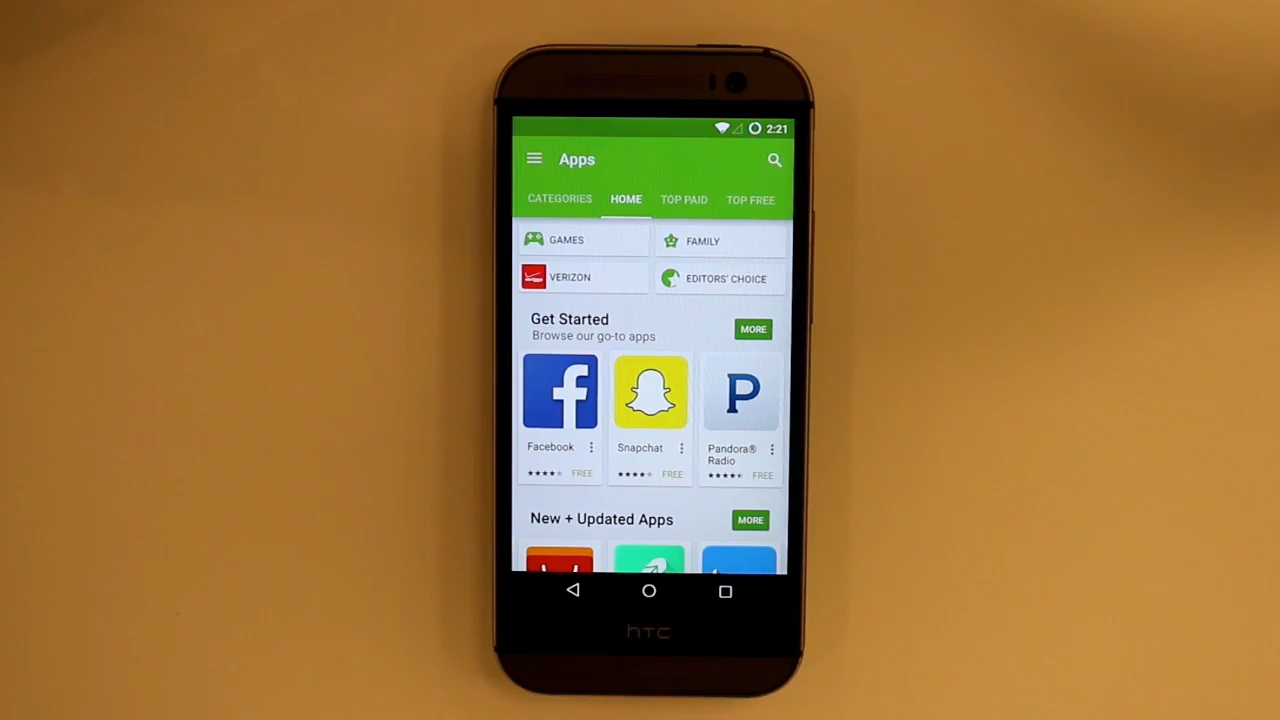 2:21
Apps
CATEGORIES HOME TOP PAID TOP FREE
GAMES FAMILY
VERIZON EDITORS' CHOICE
Get Started MORE
Browse our go-to apps
Facebook Snapchat Pandora®
Radio
FREE FREE FREE
New + Updated Apps MORE
hTC